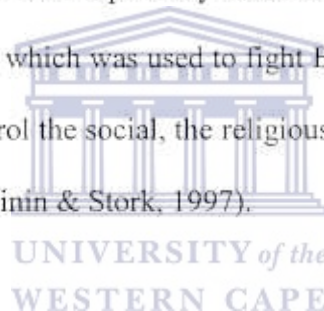 which was used to fight
rol the social, the religious
inin & Stork, 1997).
UNIVERSITY of the
WESTERN CAPE